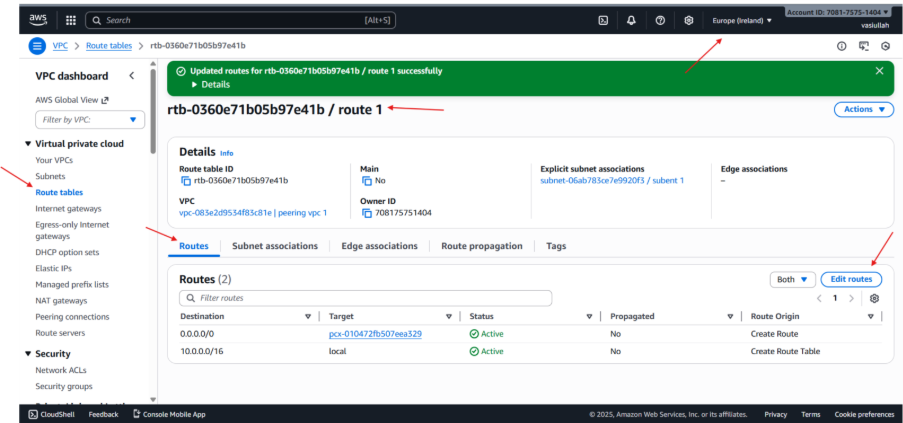 aws
Search [Alt+S] Europe (Ireland) Account ID: 7081-7575-1404
vasiullah
VPC > Route tables > rtb-0360e71b05b97e41b
VPC dashboard
AWS Global View
Filter by VPC:
Virtual private cloud
Your VPCs
Subnets
Route tables
Internet gateways
Egress-only Internet
gateways
DHCP option sets
Elastic IPs
Managed prefix lists
NAT gateways
Peering connections
Route servers
Security
Network ACLs
Security groups
Updated routes for rtb-0360e71b05b97e41b / route 1 successfully
Details
rtb-0360e71b05b97e41b / route 1
Actions
Details Info
Route table ID
rtb-0360e71b05b97e41b
Main
No
Explicit subnet associations
subnet-06ab783ce7e9920f3 / subent 1
Edge associations
–
VPC
vpc-083e2d9534f83c81e | peering vpc 1
Owner ID
708175751404
Routes Subnet associations Edge associations Route propagation Tags
Routes (2)
Both Edit routes
Filter routes
1
Destination Target Status Propagated Route Origin
0.0.0.0/0 pcx-010472fb507eea329 Active No Create Route
10.0.0.0/16 local Active No Create Route Table
CloudShell Feedback Console Mobile App © 2025, Amazon Web Services, Inc. or its affiliates. Privacy Terms Cookie preferences